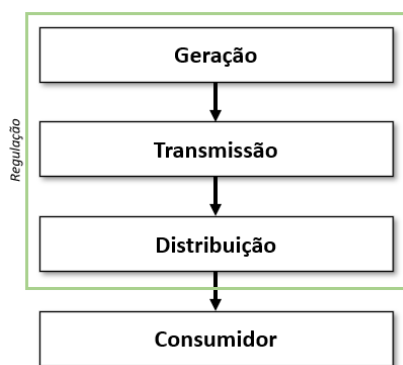 Geração
Regulação
Transmissão
Distribuição
Consumidor